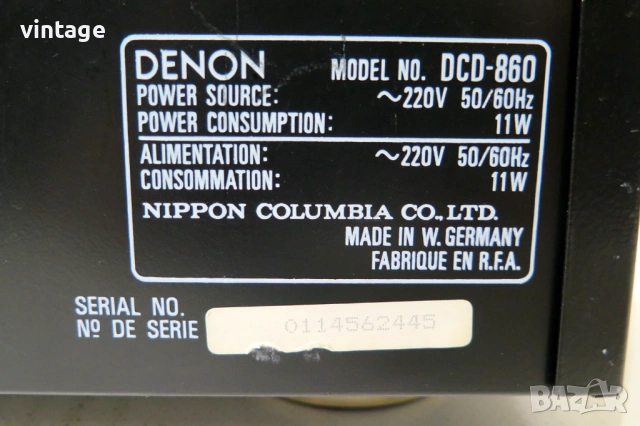 vintage
DENON MODEL NO. DCD-860
POWER SOURCE: ~220V 50/60Hz
POWER CONSUMPTION: 11W
ALIMENTATION: ~220V 50/60Hz
CONSOMMATION: 11W
NIPPON COLUMBIA CO., LTD.
MADE IN W. GERMANY
FABRIQUE EN R.F.A.
SERIAL NO.
Nº DE SERIE 0114562445
BAZAR